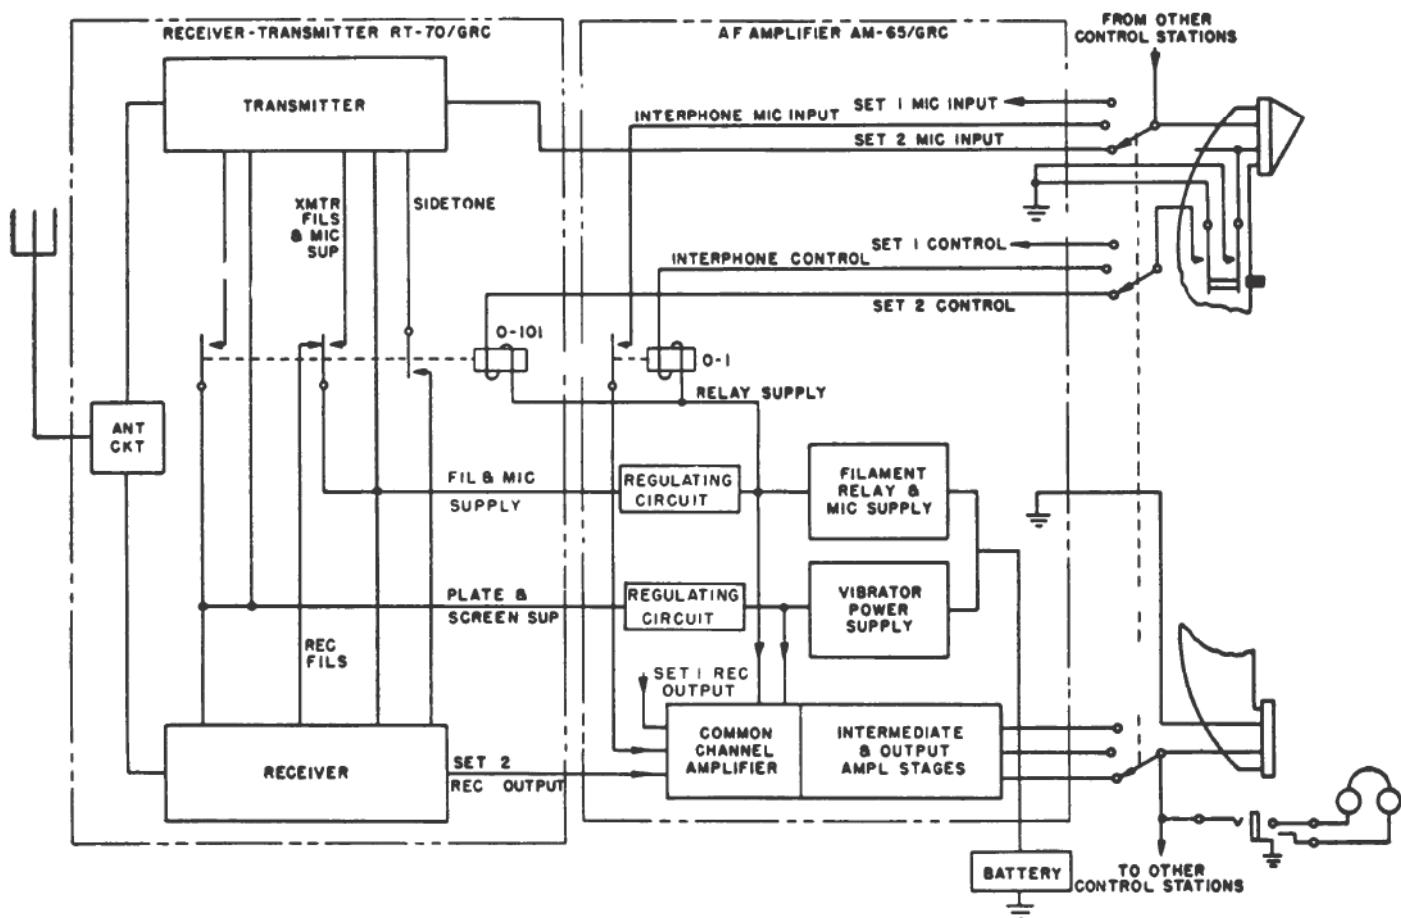 RECEIVER-TRANSMITTER RT-70/GRC
AF AMPLIFIER AM-65/GRC
FROM OTHER
CONTROL STATIONS
TRANSMITTER
INTERPHONE MIC INPUT
SET 1 MIC INPUT
SET 2 MIC INPUT
XMTR
FILS
& MIC
SUP
SIDETONE
SET 1 CONTROL
INTERPHONE CONTROL
SET 2 CONTROL
O-101
O-1
RELAY SUPPLY
ANT
CKT
FIL & MIC
SUPPLY
REGULATING
CIRCUIT
FILAMENT
RELAY &
MIC SUPPLY
PLATE &
SCREEN SUP
REGULATING
CIRCUIT
VIBRATOR
POWER
SUPPLY
REC
FILS
SET 1 REC
OUTPUT
COMMON
CHANNEL
AMPLIFIER
INTERMEDIATE
& OUTPUT
AMPL STAGES
RECEIVER
SET 2
REC OUTPUT
BATTERY
TO OTHER
CONTROL STATIONS